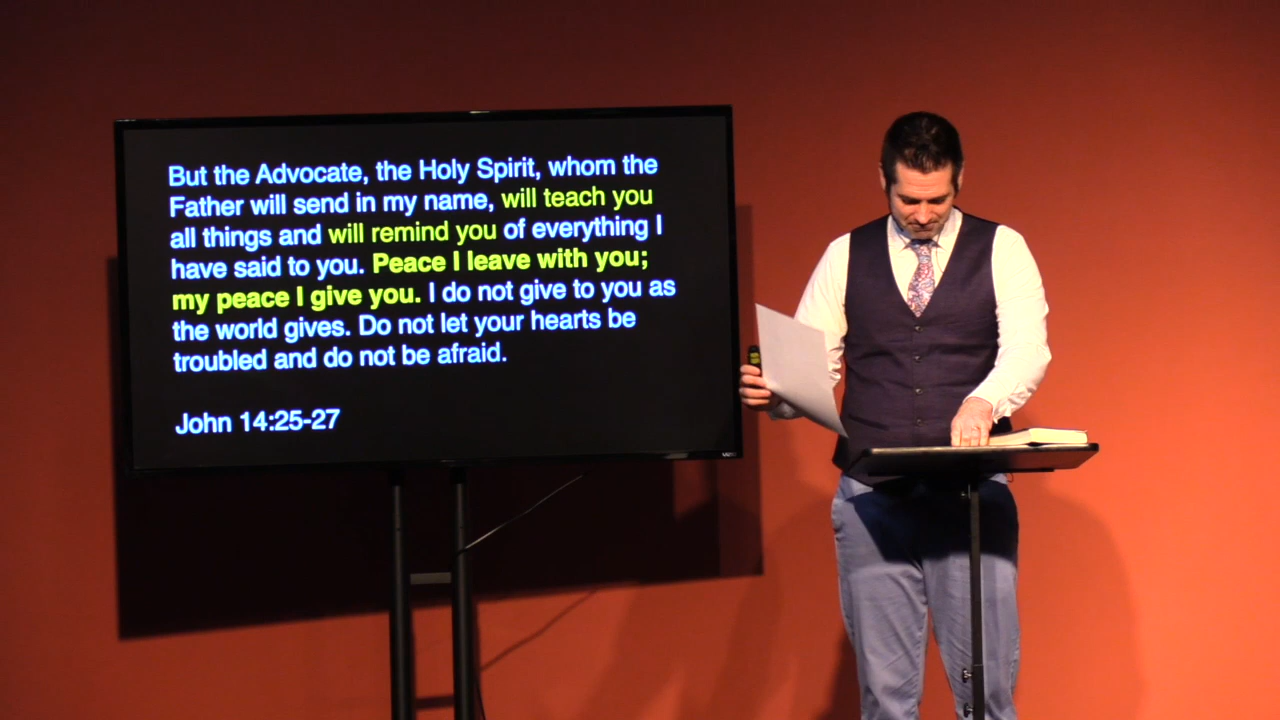 But the Advocate, the Holy Spirit, whom the
Father will send in my name, will teach you
all things and will remind you of everything I
have said to you. Peace I leave with you;
my peace I give you. I do not give to you as
the world gives. Do not let your hearts be
troubled and do not be afraid.
John 14:25-27